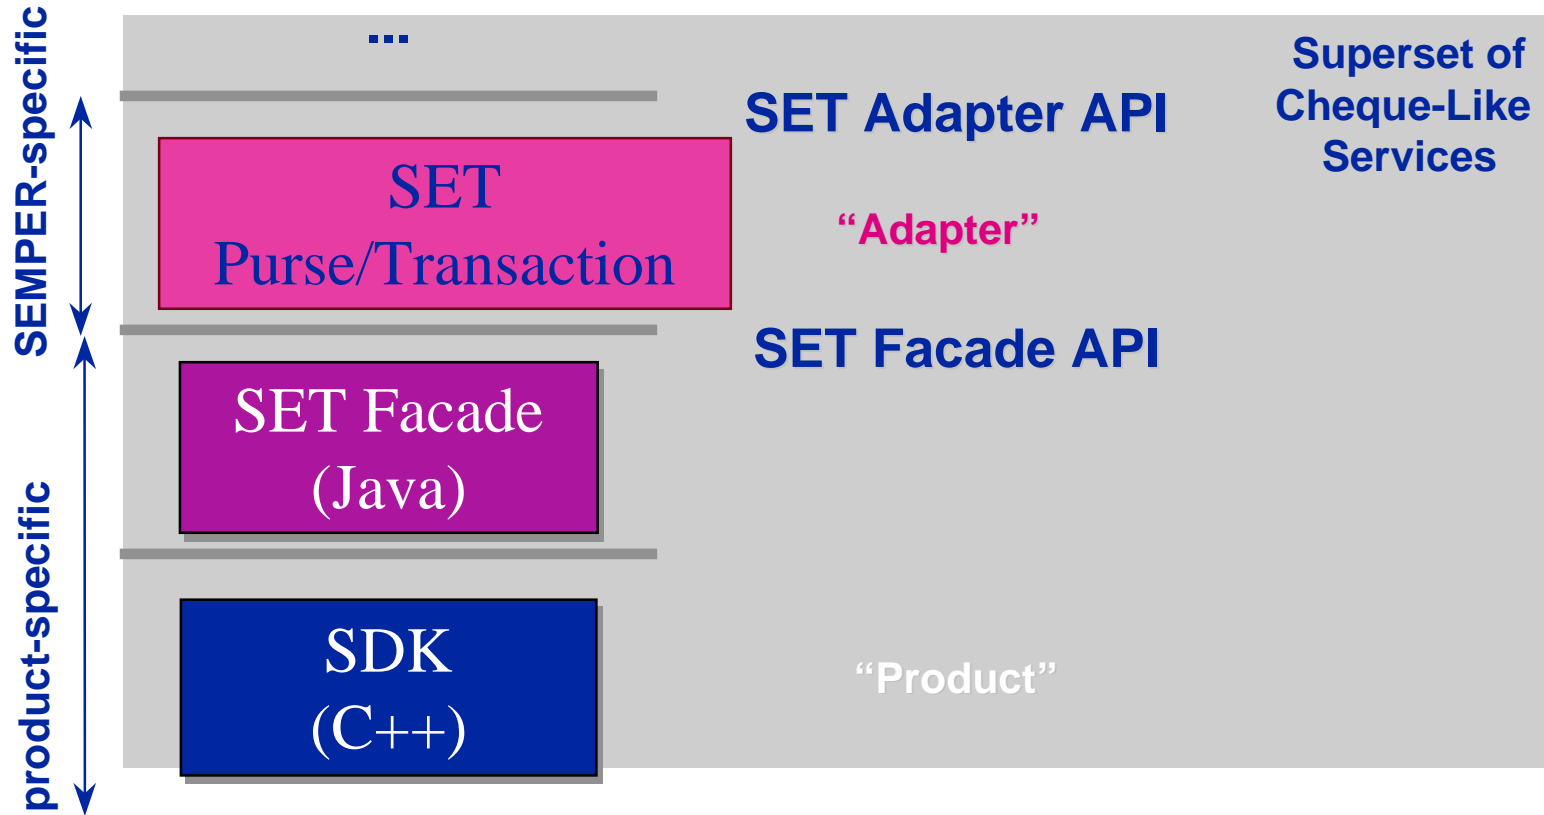 SEMPER-specific
product-specific
...
SET Adapter API
Superset of
Cheque-Like
Services
SET
Purse/Transaction
“Adapter”
SET Facade API
SET Facade
(Java)
SDK
(C++)
“Product”